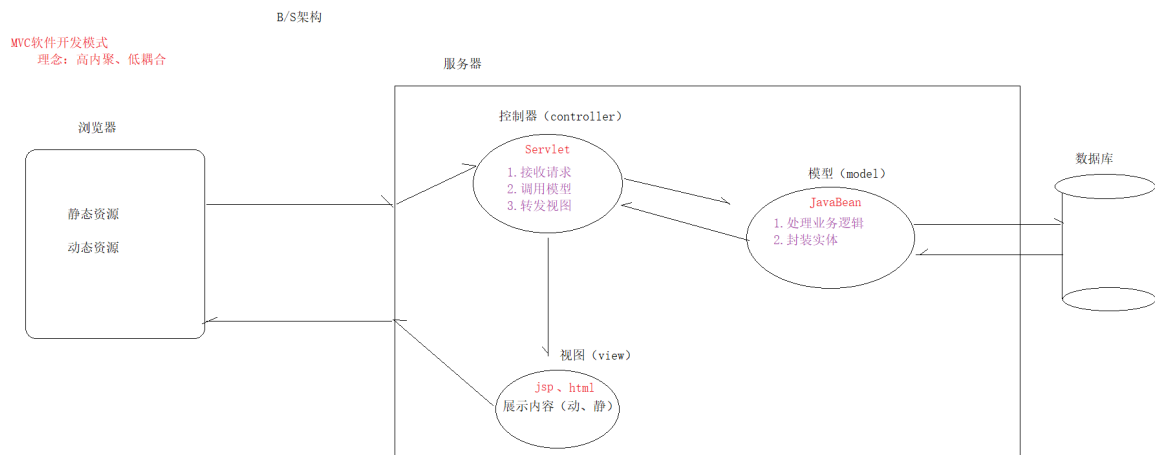 B/S架构
MVC软件开发模式
理念：高内聚、低耦合
服务器
浏览器
静态资源
动态资源
控制器（controller）
Servlet
1.接收请求
2.调用模型
3.转发视图
模型（model）
JavaBean
1.处理业务逻辑
2.封装实体
数据库
视图（view）
jsp、html
展示内容（动、静）